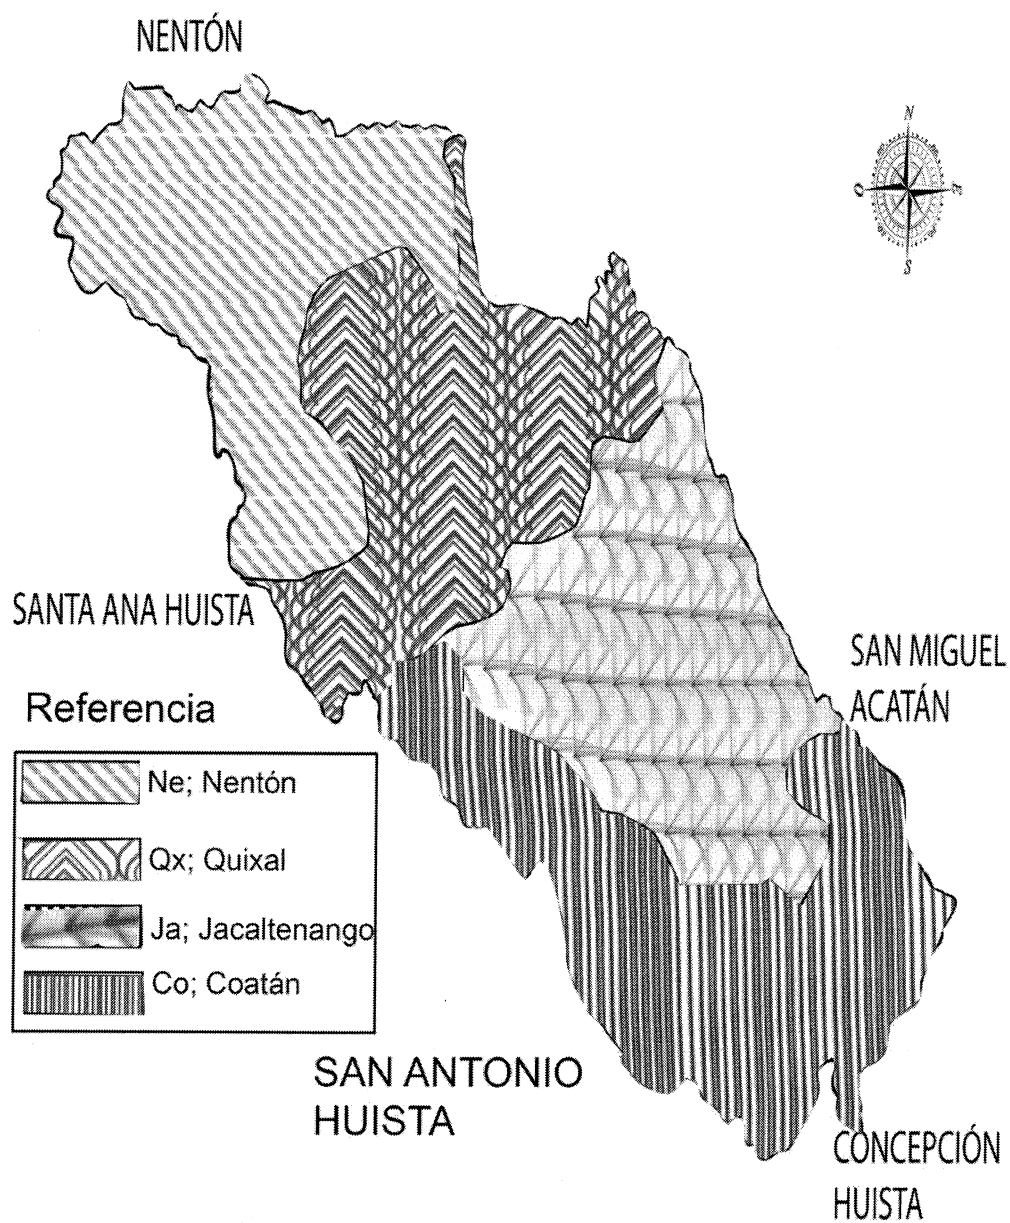 NENTÓN
N
O
E
S
SANTA ANA HUISTA
SAN MIGUEL
ACATÁN
Referencia
Ne; Nentón
Qx; Quixal
Ja; Jacaltenango
Co; Coatán
SAN ANTONIO
HUISTA
CONCEPCIÓN
HUISTA